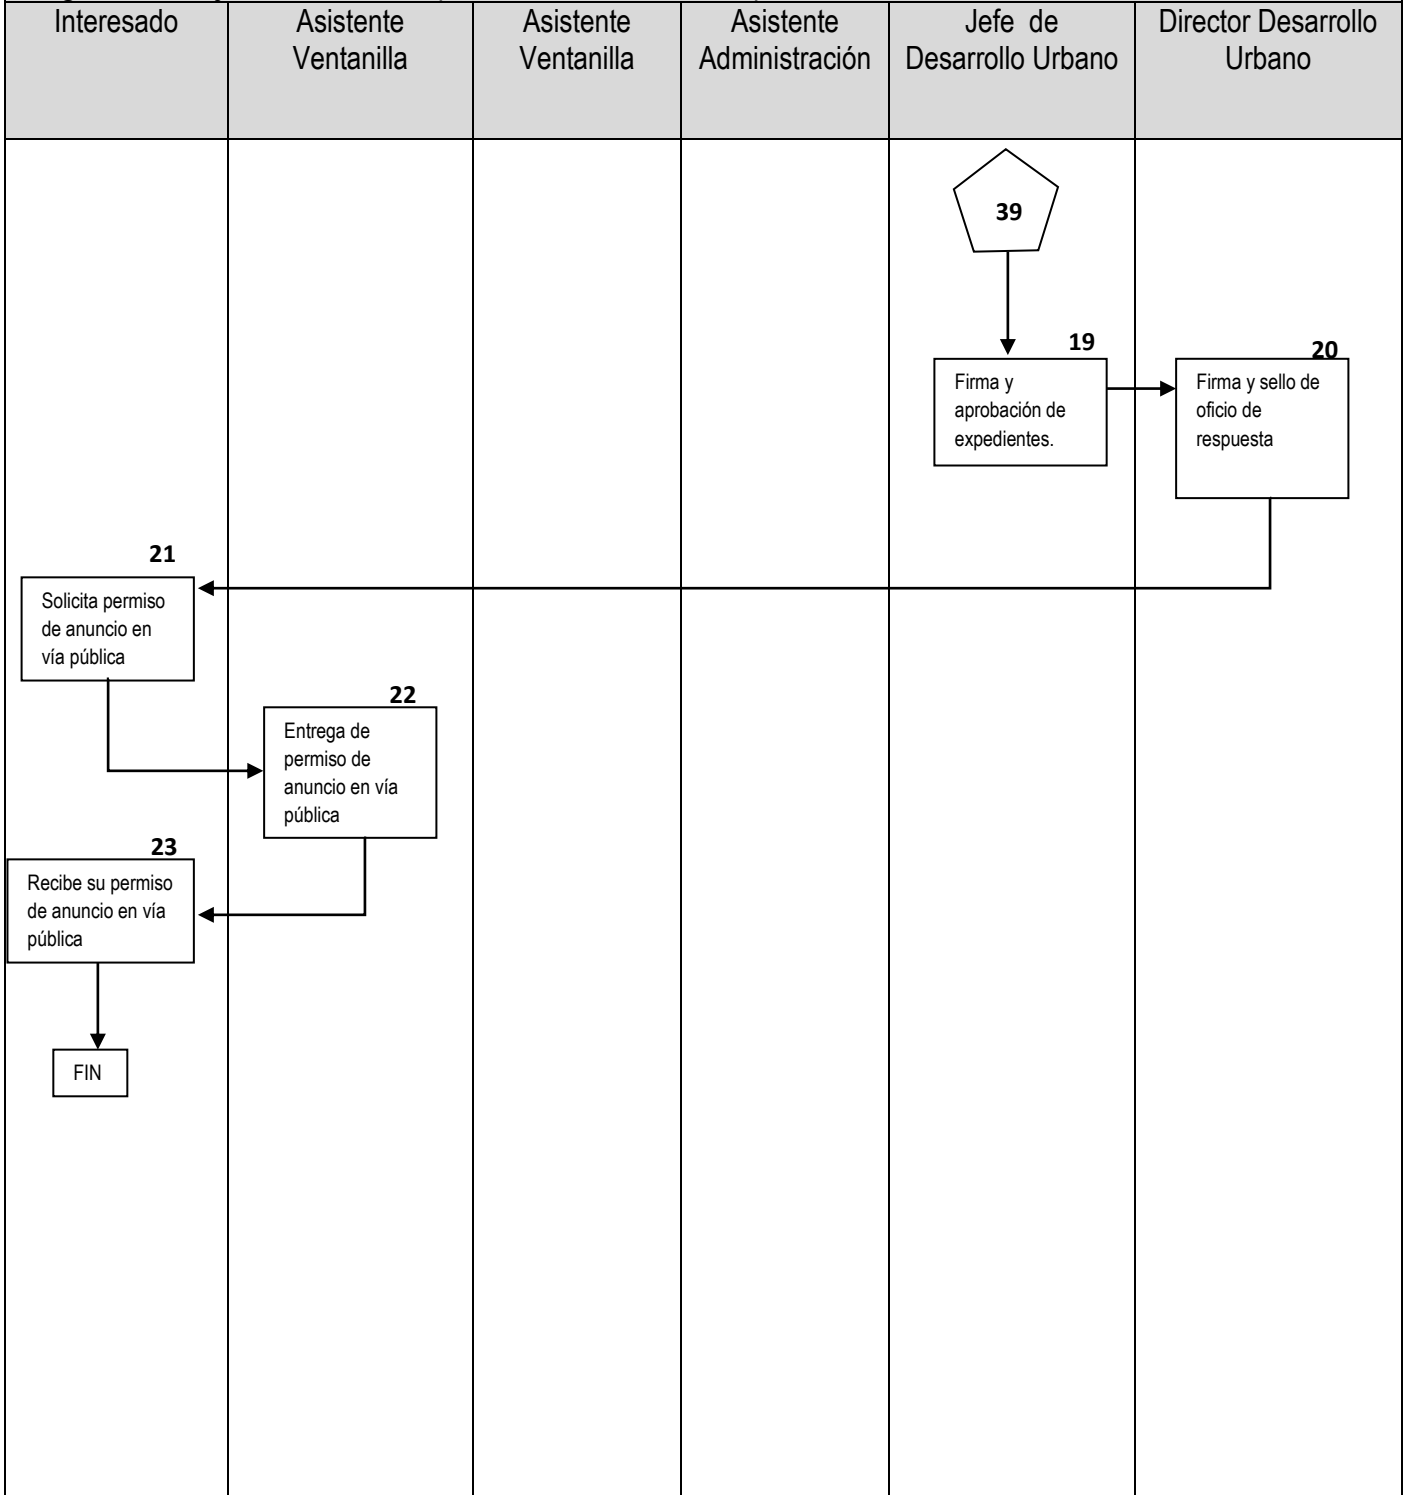 Interesado
Asistente
Ventanilla
Asistente
Ventanilla
Asistente
Administración
Jefe de
Desarrollo Urbano
Director Desarrollo
Urbano
39
19
Firma y
aprobación de
expedientes.
20
Firma y sello de
oficio de
respuesta
21
Solicita permiso
de anuncio en
vía pública
22
Entrega de
permiso de
anuncio en vía
pública
23
Recibe su permiso
de anuncio en vía
pública
FIN